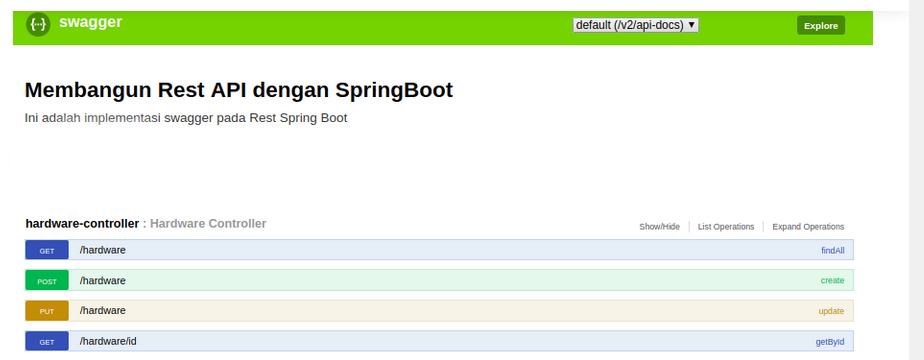 {···} swagger default (/v2/api-docs) ▼ Explore
Membangun Rest API dengan SpringBoot
Ini adalah implementasi swagger pada Rest Spring Boot
hardware-controller : Hardware Controller Show/Hide List Operations Expand Operations
GET /hardware findAll
POST /hardware create
PUT /hardware update
GET /hardware/id getById